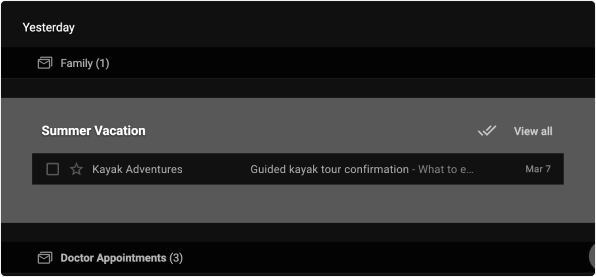 Yesterday
Family (1)
Summer Vacation View all
Kayak Adventures Guided kayak tour confirmation - What to e... Mar 7
Doctor Appointments (3)